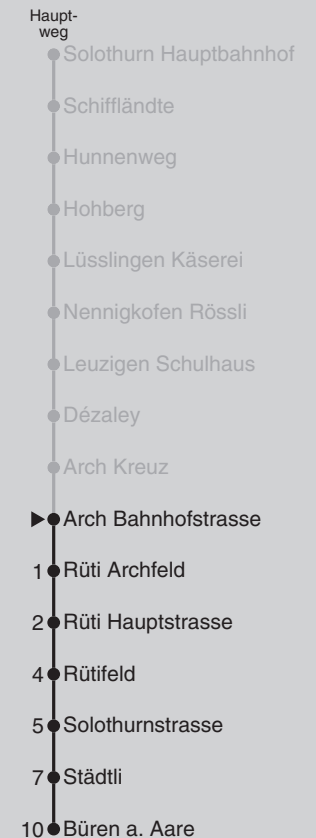 Haupt-
weg
Solothurn Hauptbahnhof
Schiffländte
Hunnenweg
Hohberg
Lüsslingen Käserei
Nennigkofen Rössli
Leuzigen Schulhaus
Dézaley
Arch Kreuz
Arch Bahnhofstrasse
1 Rüti Archfeld
2 Rüti Hauptstrasse
4 Rütifeld
5 Solothurnstrasse
7 Städtli
10 Büren a. Aare